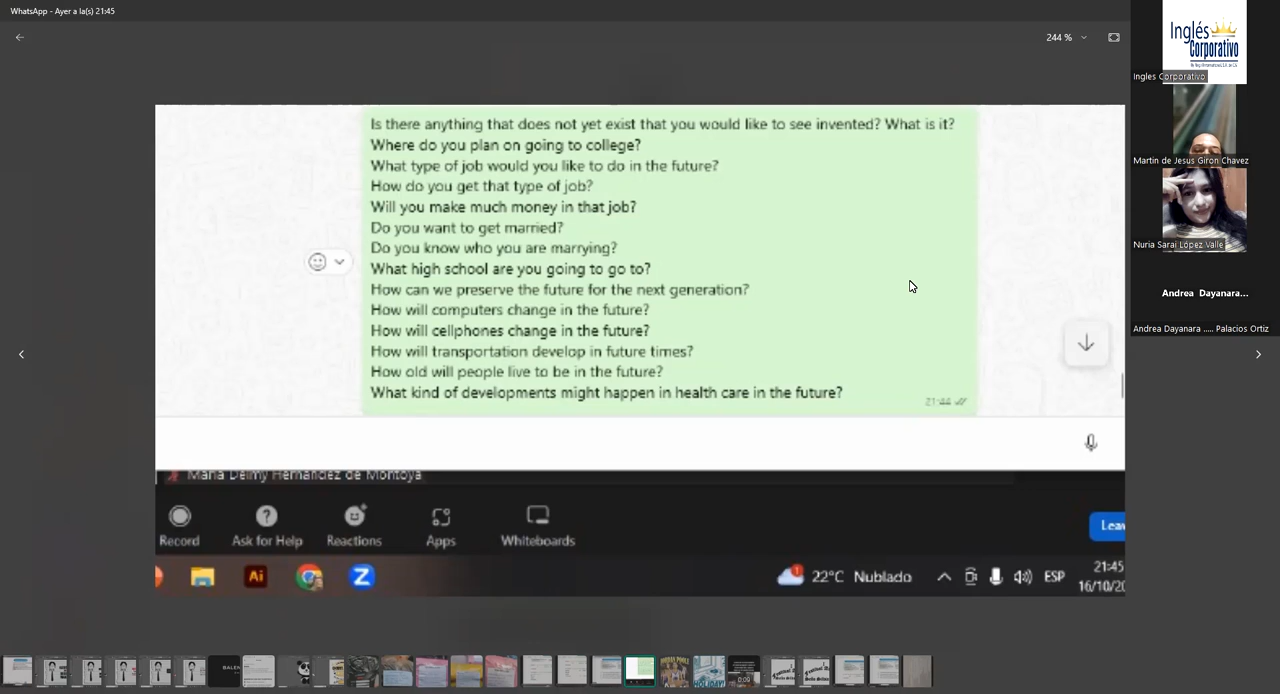 WhatsApp - Ayer a la(s) 21:45
244 %
Is there anything that does not yet exist that you would like to see invented? What is it?
Where do you plan on going to college?
What type of job would you like to do in the future?
How do you get that type of job?
Will you make much money in that job?
Do you want to get married?
Do you know who you are marrying?
What high school are you going to go to?
How can we preserve the future for the next generation?
How will computers change in the future?
How will cellphones change in the future?
How will transportation develop in future times?
How old will people live to be in the future?
What kind of developments might happen in health care in the future?
21:44
Maria Delmy Hernandez de Montoya
Record
Ask for Help
Reactions
Apps
Whiteboards
Leav
Ai
22°C Nublado
ESP
21:45
16/10/20
Inglés
Corporativo
Ingles Corporativo
Martin de Jesus Giron Chavez
Nuria Sarai López Valle
Andrea Dayanara...
Andrea Dayanara ..... Palacios Ortiz